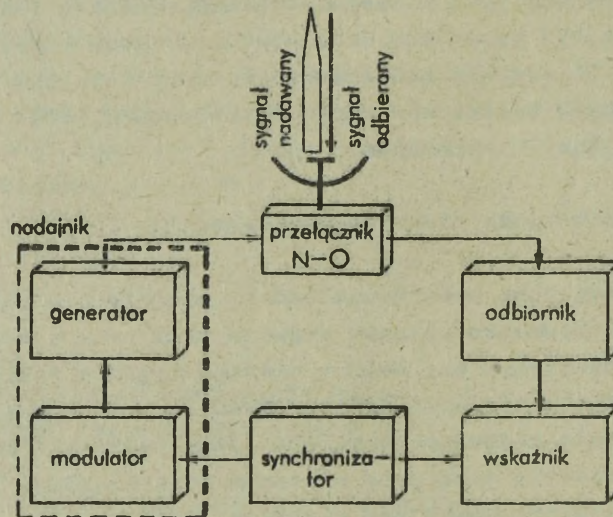 sygnał
nadawany
sygnał
odbierany
nadajnik
przełącznik
N-O
generator
odbiornik
modulator
synchroniza-
tor
wskaźnik